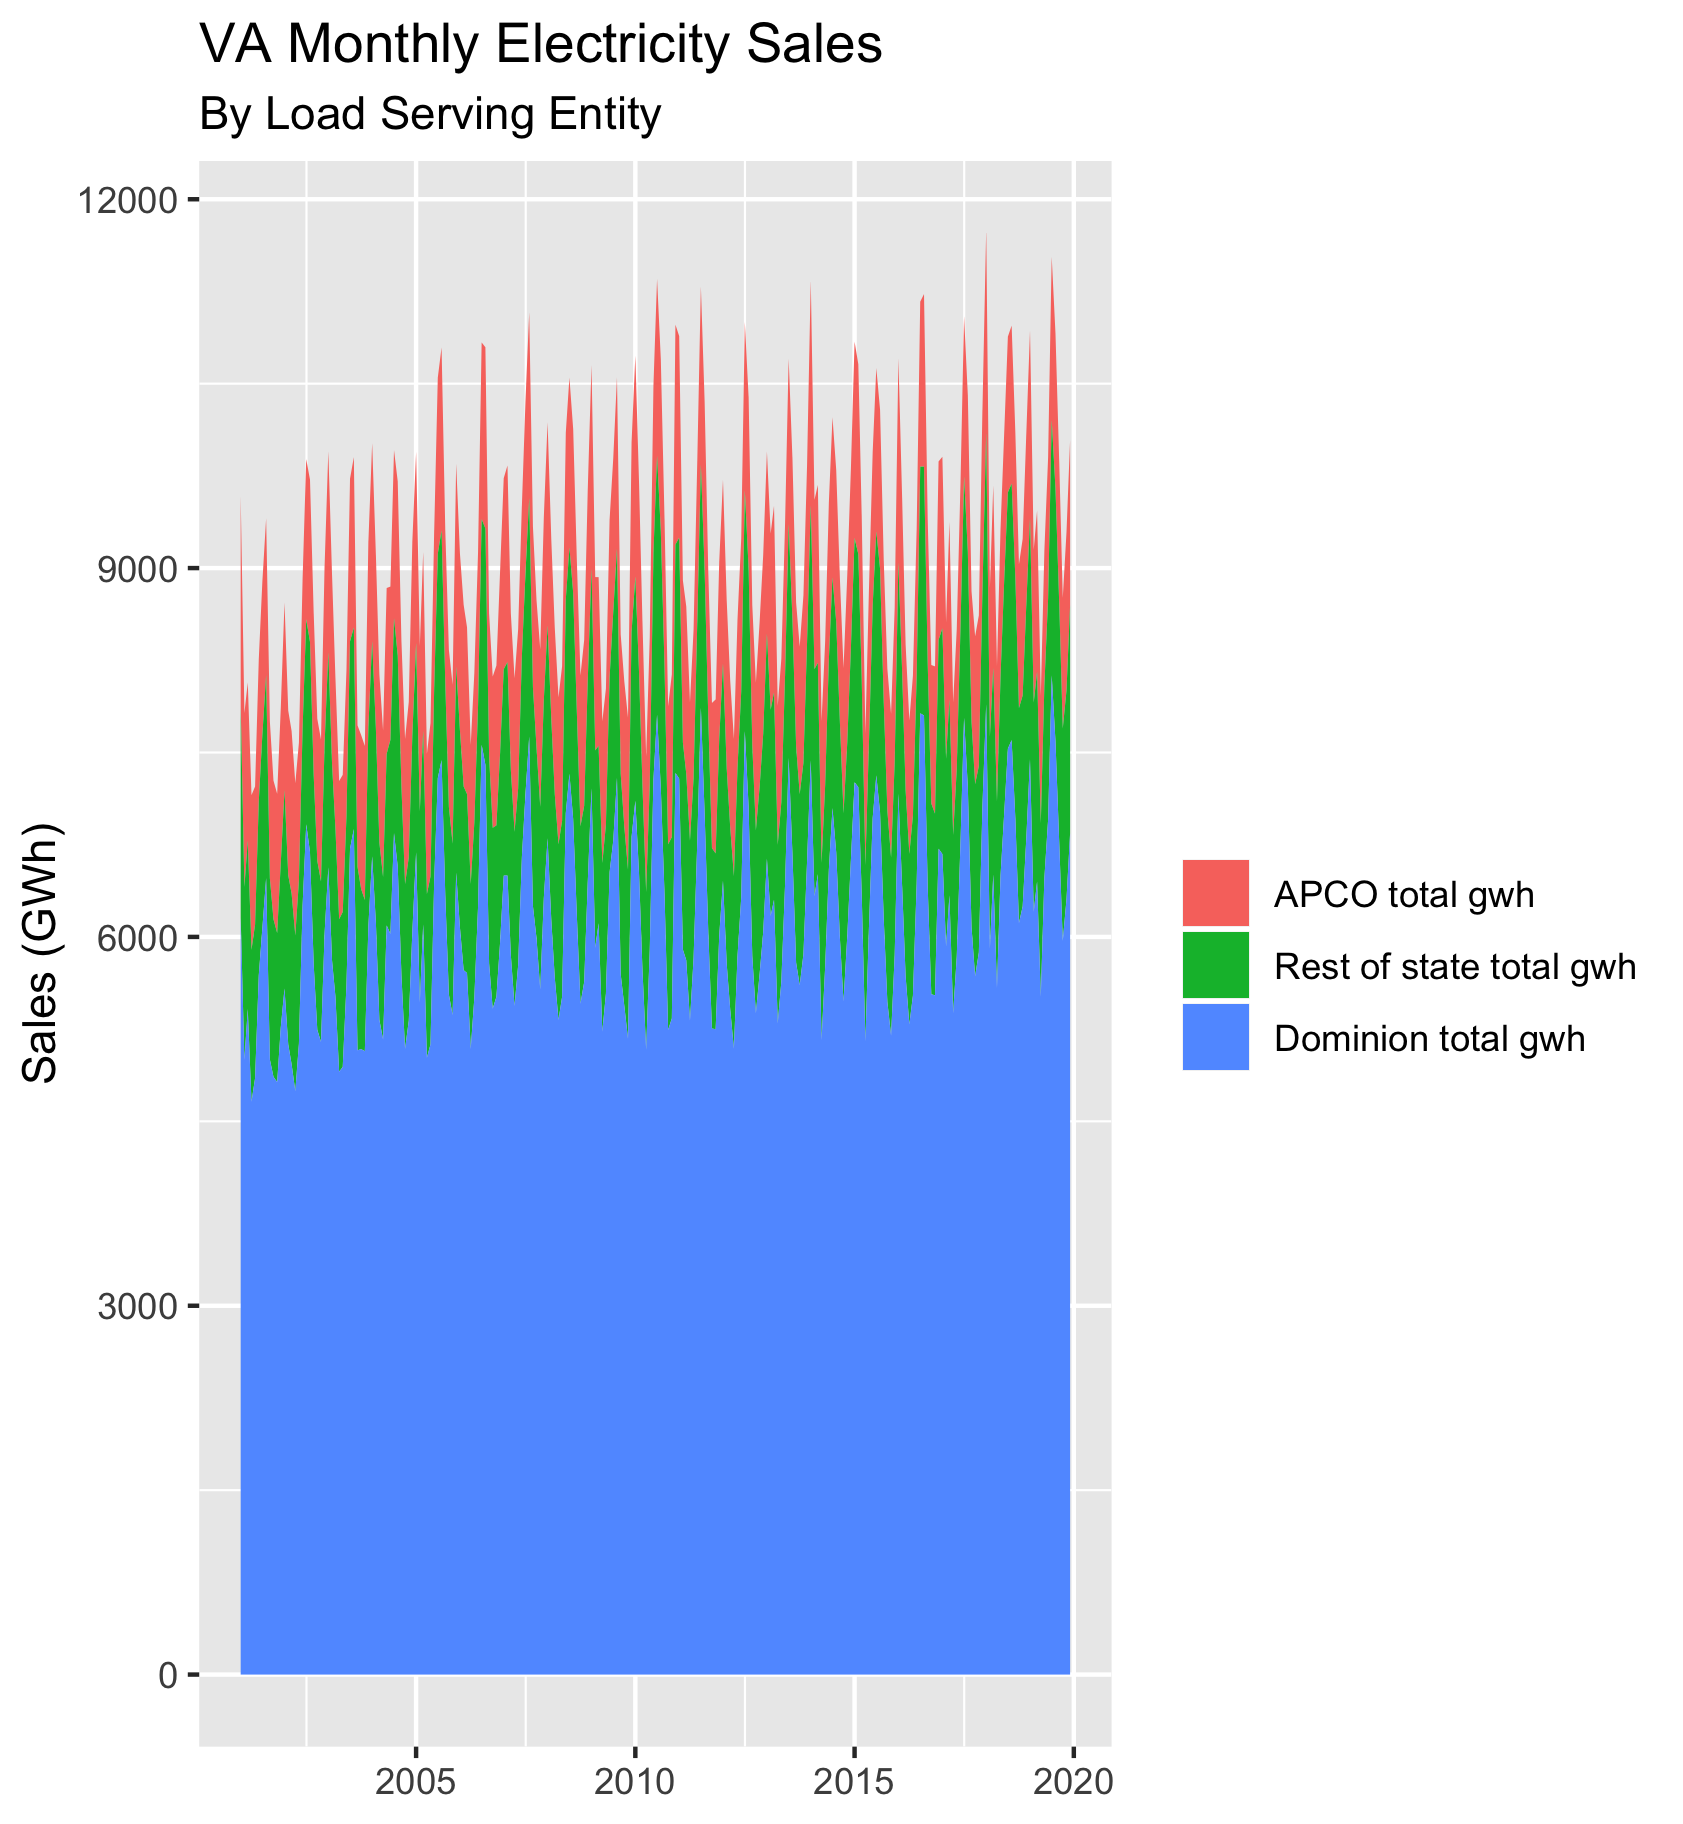 VA Monthly Electricity Sales
By Load Serving Entity
12000
9000
6000
3000
0
Sales (GWh)
2005
2010
2015
2020
APCO total gwh
Rest of state total gwh
Dominion total gwh